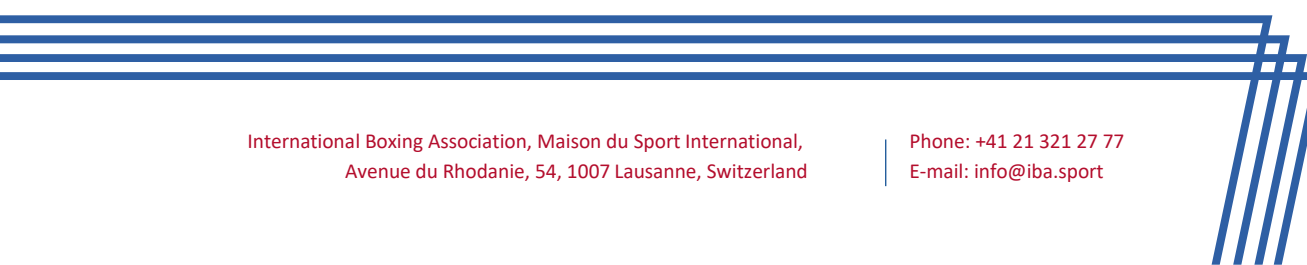 International Boxing Association, Maison du Sport International,
Avenue du Rhodanie, 54, 1007 Lausanne, Switzerland
Phone: +41 21 321 27 77
E-mail: info@iba.sport